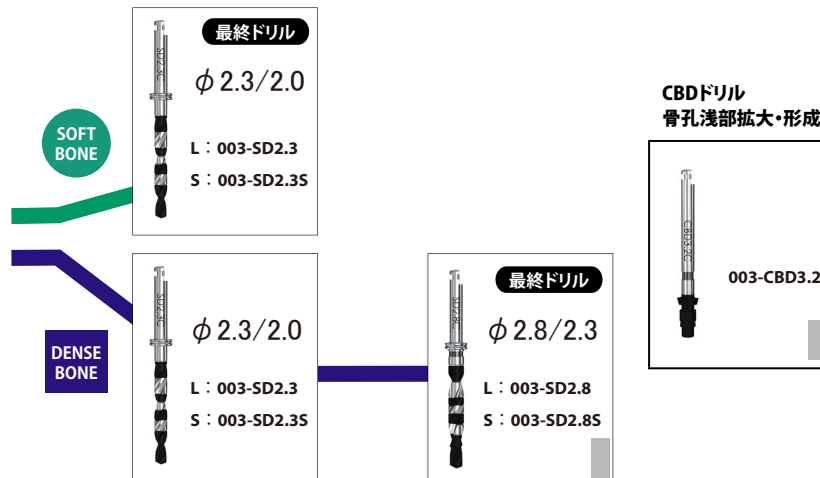 SOFT
BONE
最終ドリル
SD2.3C
φ2.3/2.0
L：003-SD2.3
S：003-SD2.3S
DENSE
BONE
SD2.3C
φ2.3/2.0
L：003-SD2.3
S：003-SD2.3S
最終ドリル
SD2.8C
φ2.8/2.3
L：003-SD2.8
S：003-SD2.8S
CBDドリル
骨孔浅部拡大・形成
CBD3.2C
003-CBD3.2